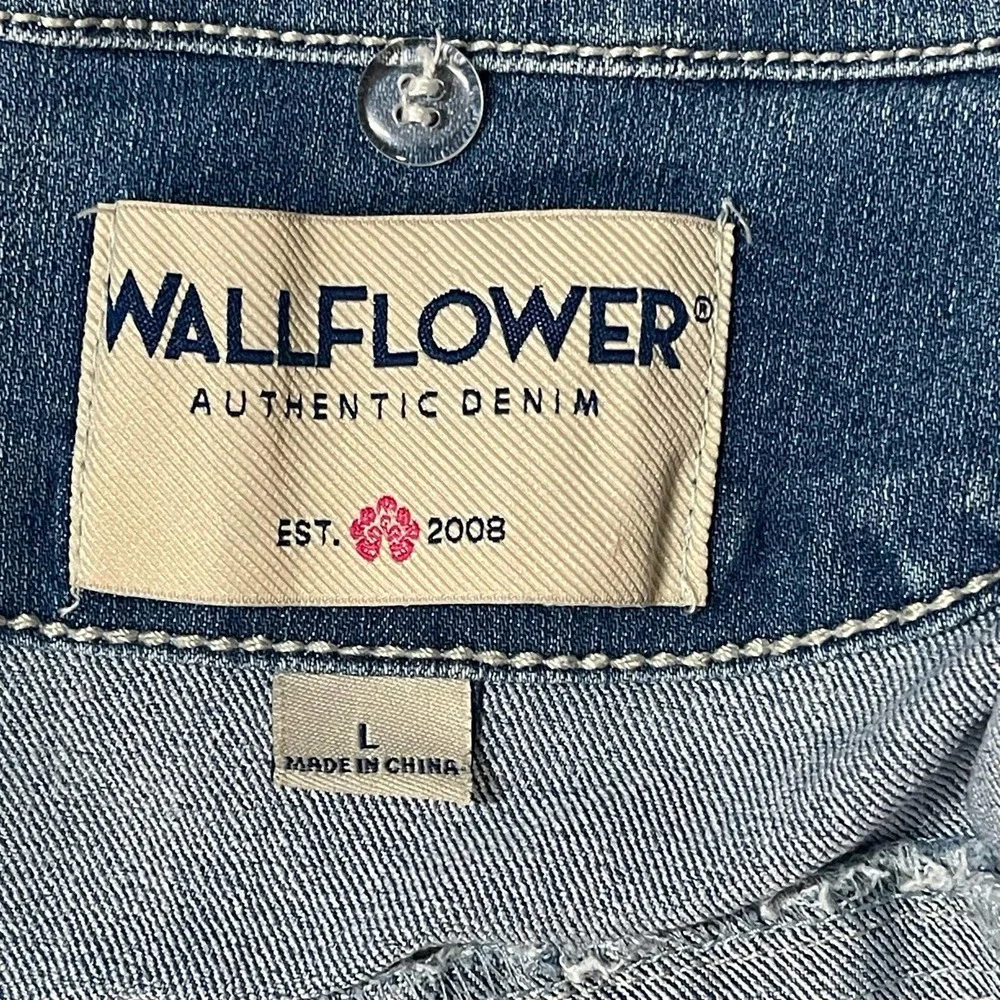 WALLFLOWER®
AUTHENTIC DENIM
EST. 2008
L
MADE IN CHINA